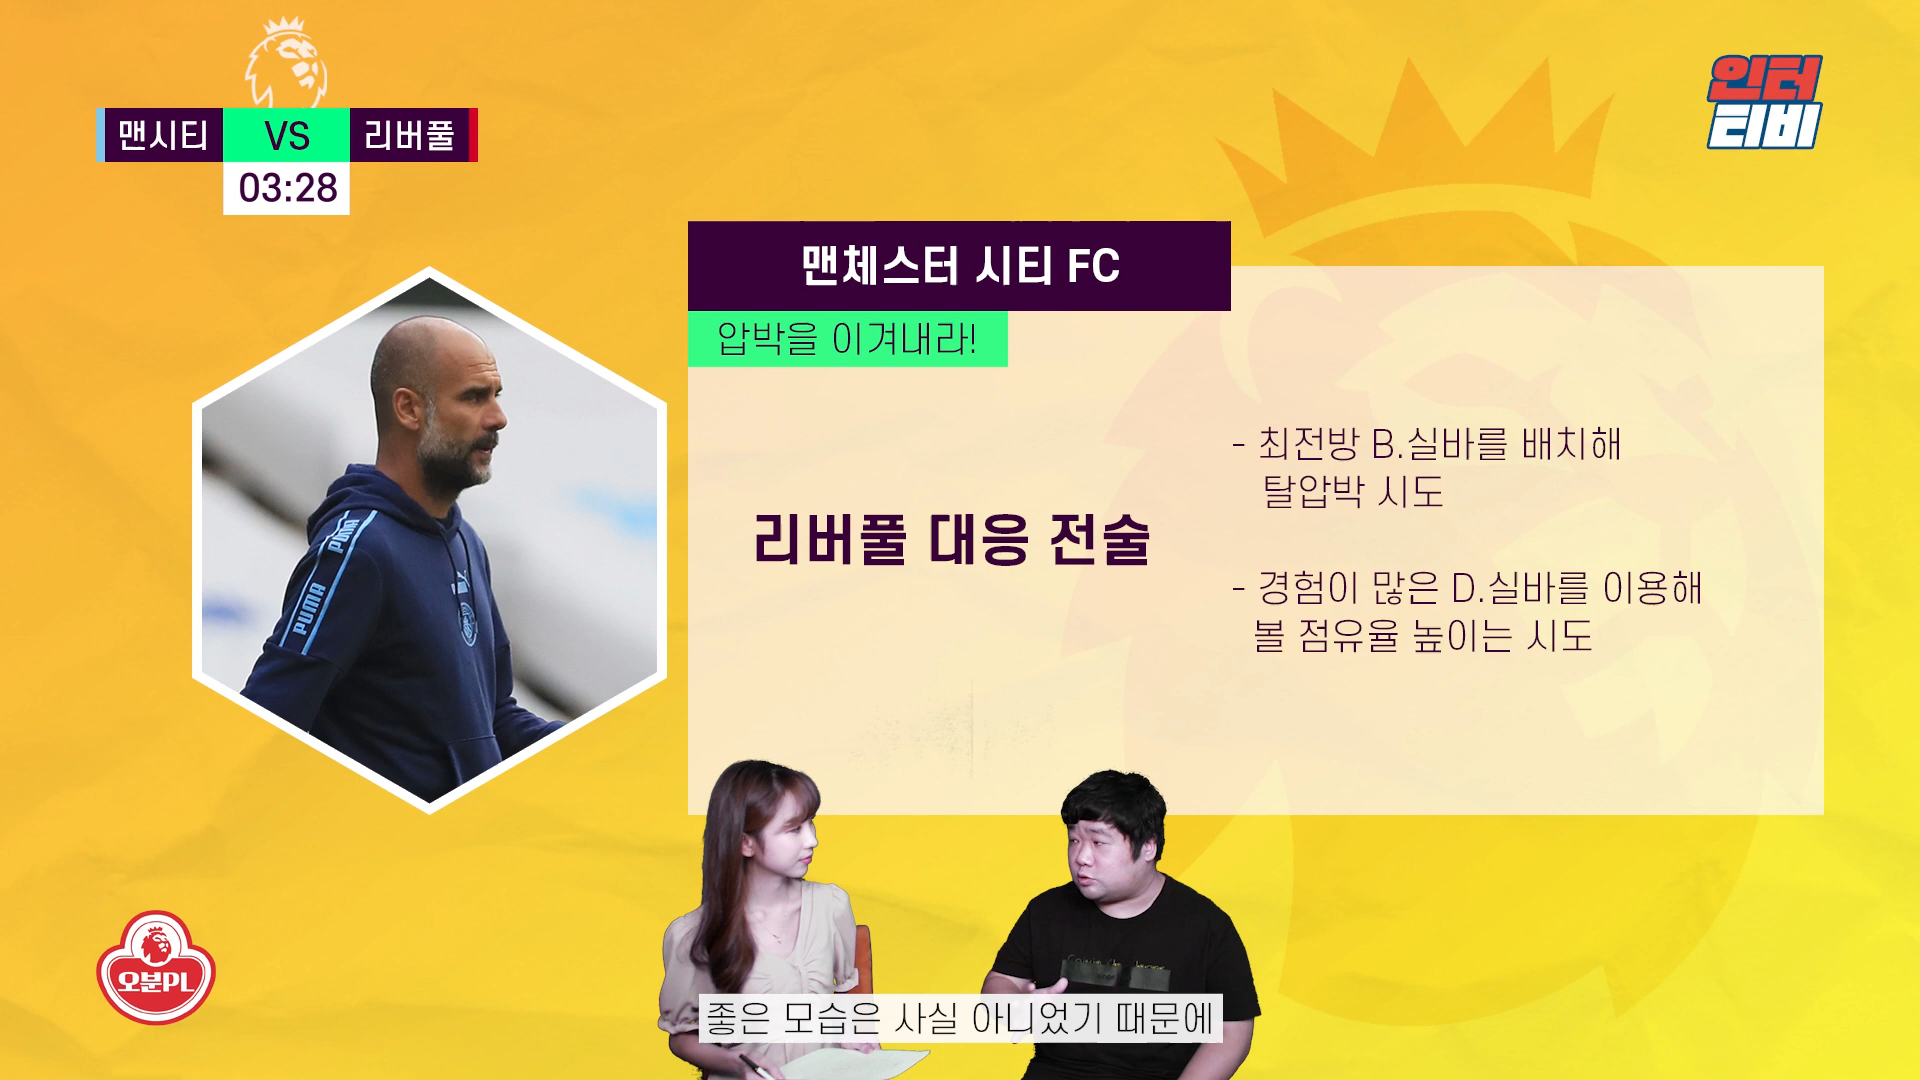 인터
티비
맨시티 VS 리버풀
03:28
맨체스터 시티 FC
압박을 이겨내라!
리버풀 대응 전술
- 최전방 B.실바를 배치해
탈압박 시도
- 경험이 많은 D.실바를 이용해
볼 점유율 높이는 시도
PUMA
PUMA
오분PL
좋은 모습은 사실 아니었기 때문에